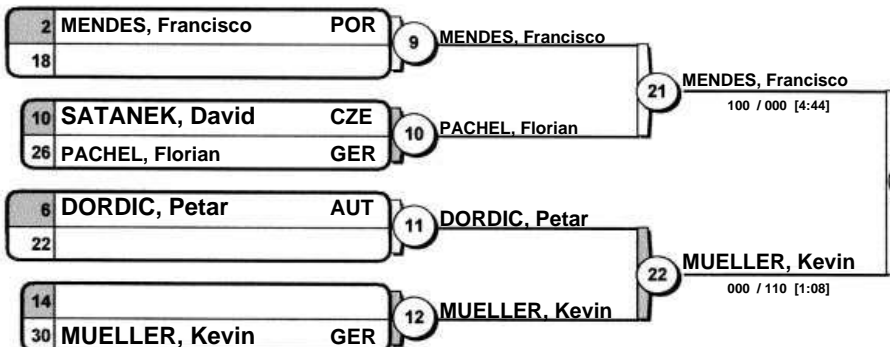 2 MENDES, Francisco POR
18
9 MENDES, Francisco
10 SATANEK, David CZE
26 PACHEL, Florian GER
10 PACHEL, Florian
21 MENDES, Francisco
100 / 000 [4:44]
6 DORDIC, Petar AUT
22
11 DORDIC, Petar
14
30 MUELLER, Kevin GER
12 MUELLER, Kevin
22 MUELLER, Kevin
000 / 110 [1:08]